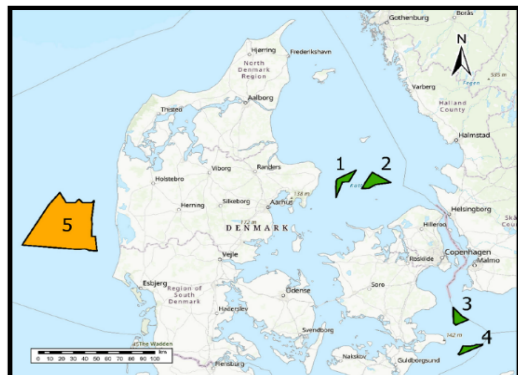 Gothenburg
Borås
N
Hjørring
Frederikshavn
North
Denmark
Region
Varberg
Halland
County
Aalborg
Thisted
Halmstad
1
2
Holstebro
Viborg
Randers
Herning
Silkeborg
Aarhus
Helsingborg
DENMARK
Hillerød
5
Vejle
Roskilde
Copenhagen
Malmo
Esbjerg
Region of
South
Denmark
Odense
Sore
Haderslev
Svendborg
3
4
Nakskov
Guldborgsund
Flensburg
0 10 20 30 40 50 60 70 80 90 100
km